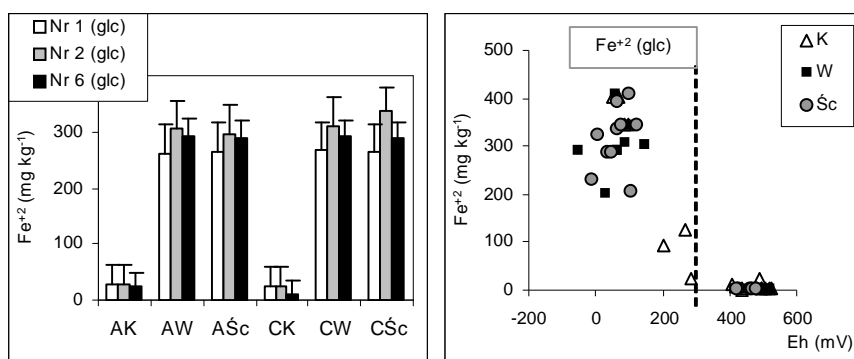 Nr 1 (glc)
Nr 2 (glc)
Nr 6 (glc)
Fe⁺² (mg kg⁻¹)
300
200
100
0
AK AW AŚc CK CW CŚc
Fe⁺² (glc)
K
W
Śc
Fe⁺² (mg kg⁻¹)
500
400
300
200
100
0
-200 0 200 400 600
Eh (mV)